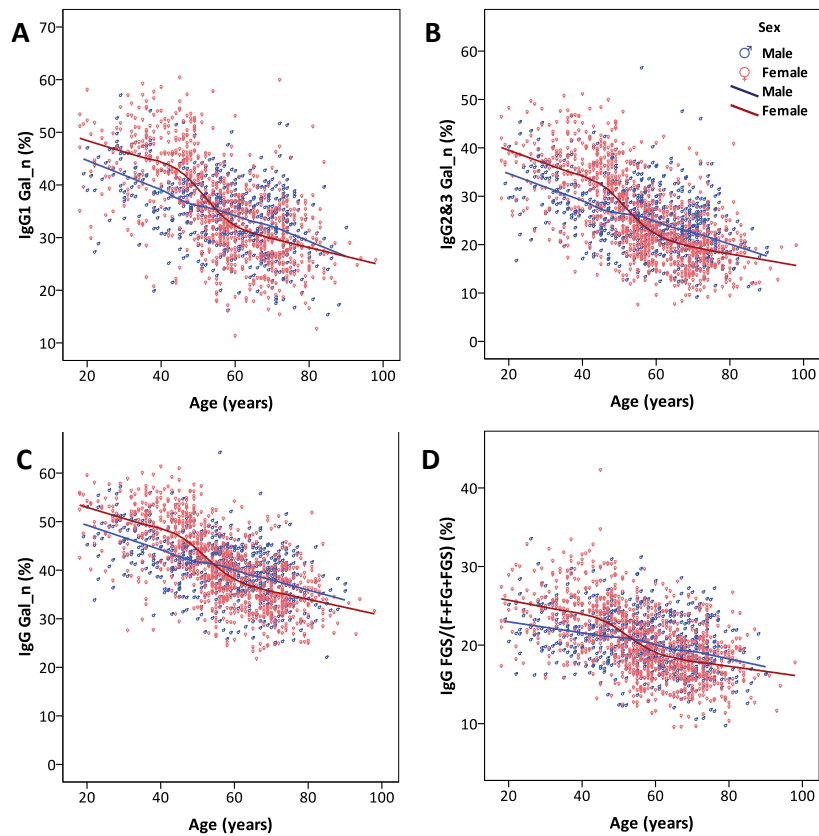 A
IgG1 Gal_n (%)
70
60
50
40
30
20
10
20 40 60 80 100
Age (years)
B
IgG2&3 Gal_n (%)
60
50
40
30
20
10
0
20 40 60 80 100
Age (years)
Sex
♂ Male
♀ Female
Male
Female
C
IgG Gal_n (%)
60
50
40
30
20
10
0
20 40 60 80 100
Age (years)
D
IgG FGS/(F+FG+FGS) (%)
40
30
20
10
20 40 60 80 100
Age (years)